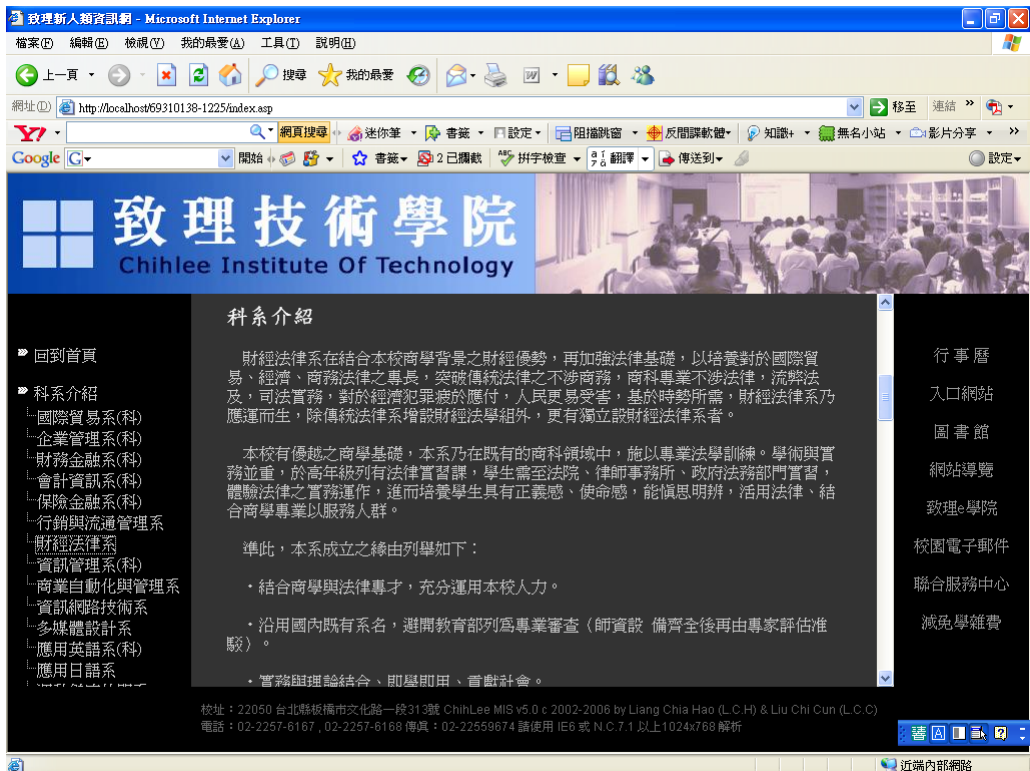 致理新人類資訊網 - Microsoft Internet Explorer
檔案(F) 編輯(E) 檢視(V) 我的最愛(A) 工具(T) 說明(H)
上一頁 搜尋 我的最愛
網址(D) http://localhost/69310138-1225/index.asp 移至 連結 »
Y! 網頁搜尋 迷你筆 書籤 設定 阻擋跳窗 反間諜軟體 知識+ 無名小站 影片分享 »
Google G 開始 書籤 2 已攔截 拼字檢查 翻譯 傳送到 設定
致理技術學院
Chihlee Institute Of Technology
科系介紹
財經法律系在結合本校商學背景之財經優勢，再加強法律基礎，以培養對於國際貿
易、經濟、商務法律之專長，突破傳統法律之不涉商務，商科專業不涉法律，流弊法
及，司法實務，對於經濟犯罪疲於應付，人民更易受害，基於時勢所需，財經法律系乃
應運而生，除傳統法律系增設財經法學組外，更有獨立設財經法律系者。
本校有優越之商學基礎，本系乃在既有的商科領域中，施以專業法學訓練。學術與實
務並重，於高年級列有法律實習課，學生需至法院、律師事務所、政府法務部門實習，
體驗法律之實務運作，進而培養學生具有正義感、使命感，能慎思明辨，活用法律、結
合商學專業以服務人群。
準此，本系成立之緣由列舉如下：
・結合商學與法律專才，充分運用本校人力。
・沿用國內既有系名，避開教育部列為專業審查（師資設 備齊全後再由專家評估准
駁）。
・實務與理論結合、即學即用、貢獻社會。
回到首頁
科系介紹
國際貿易系(科)
企業管理系(科)
財務金融系(科)
會計資訊系(科)
保險金融系(科)
行銷與流通管理系
財經法律系
資訊管理系(科)
商業自動化與管理系
資訊網路技術系
多媒體設計系
應用英語系(科)
應用日語系
行事曆
入口網站
圖書館
網站導覽
致理e學院
校園電子郵件
聯合服務中心
減免學雜費
校址：22050 台北縣板橋市文化路一段313號 ChihLee MIS v5.0 c 2002-2006 by Liang Chia Hao (L.C.H) & Liu Chi Cun (L.C.C)
電話：02-2257-6167 , 02-2257-6168 傳真：02-22559674 請使用 IE6 或 N.C.7.1 以上1024x768 解析
近端內部網路